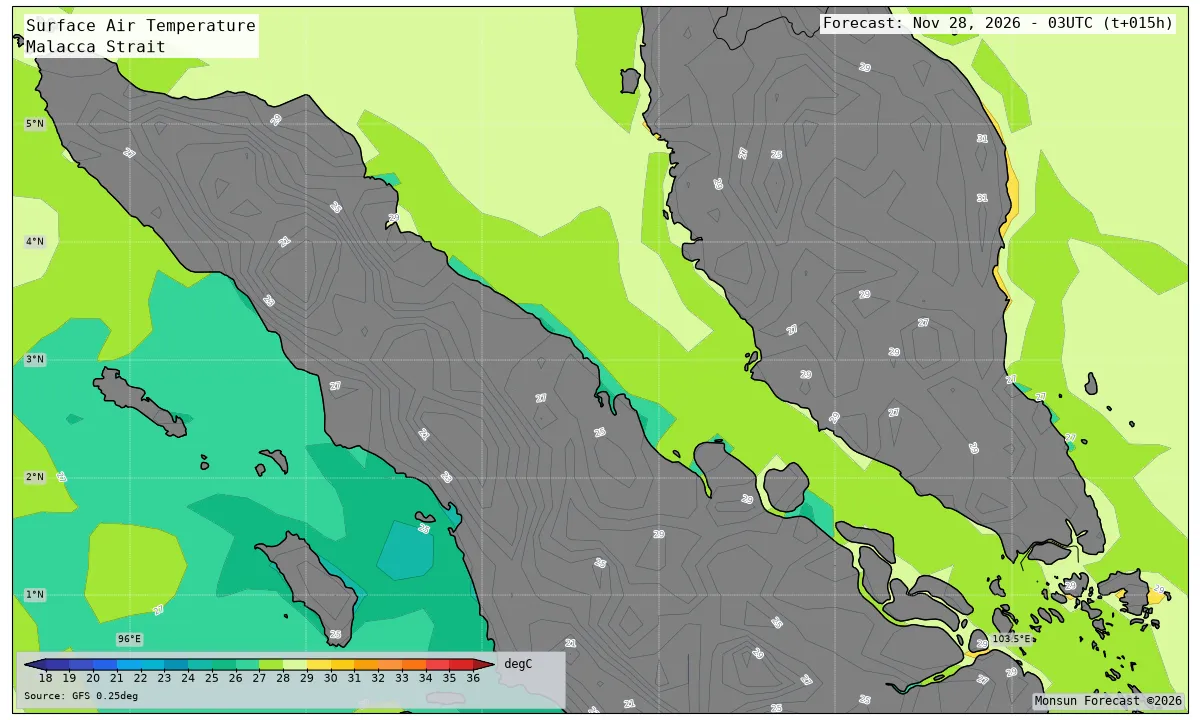 Surface Air Temperature
Malacca Strait
Forecast: Nov 28, 2026 - 03UTC (t+015h)
5°N
4°N
3°N
2°N
1°N
96°E
103.5°E
18 19 20 21 22 23 24 25 26 27 28 29 30 31 32 33 34 35 36
degC
Source: GFS 0.25deg
Monsun Forecast ©2026